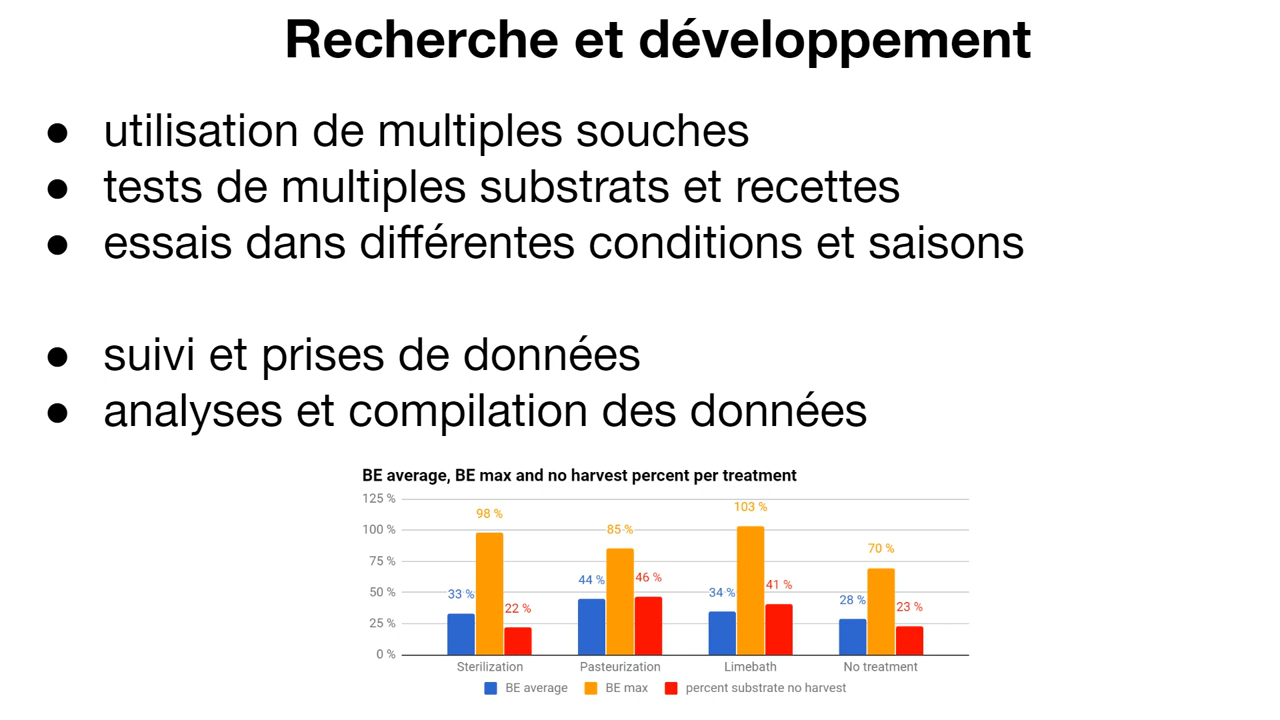 Recherche et développement
● utilisation de multiples souches
● tests de multiples substrats et recettes
● essais dans différentes conditions et saisons
● suivi et prises de données
● analyses et compilation des données
BE average, BE max and no harvest percent per treatment
125 %
100 %
75 %
50 %
25 %
0 %
33 % 98 % 22 %
44 % 85 % 46 %
34 % 103 % 41 %
28 % 70 % 23 %
Sterilization Pasteurization Limebath No treatment
BE average BE max percent substrate no harvest